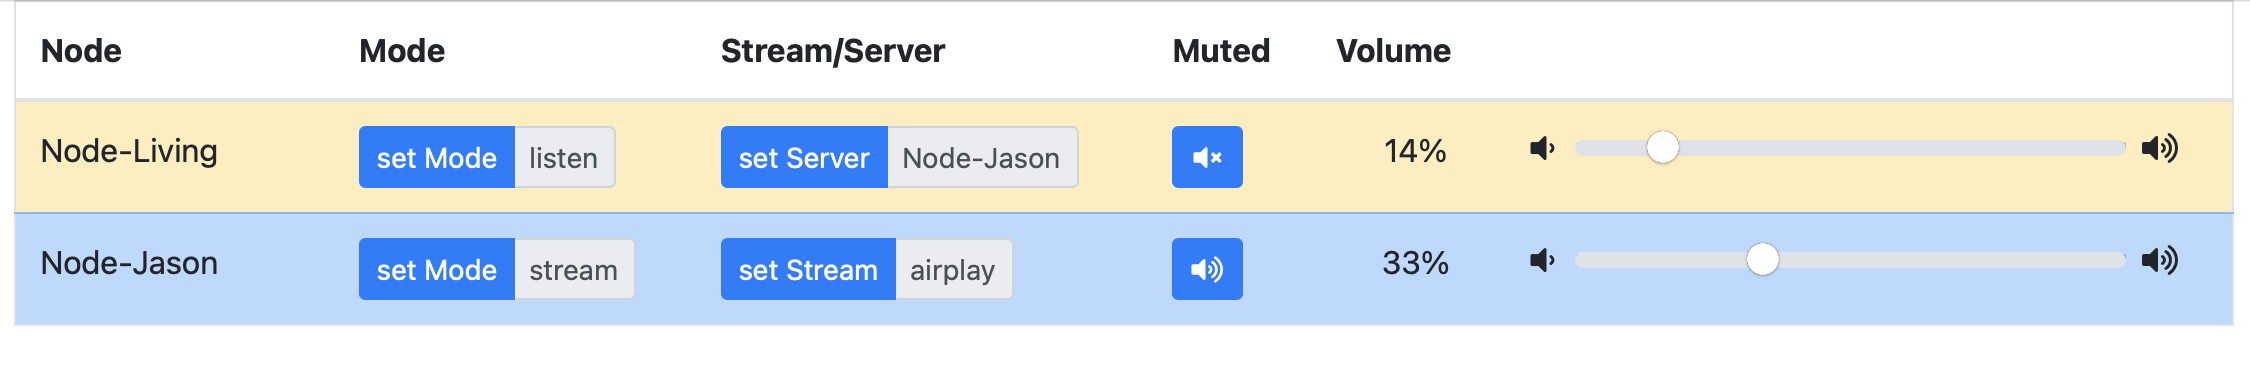 Node Mode Stream/Server Muted Volume
Node-Living set Mode listen set Server Node-Jason 14%
Node-Jason set Mode stream set Stream airplay 33%